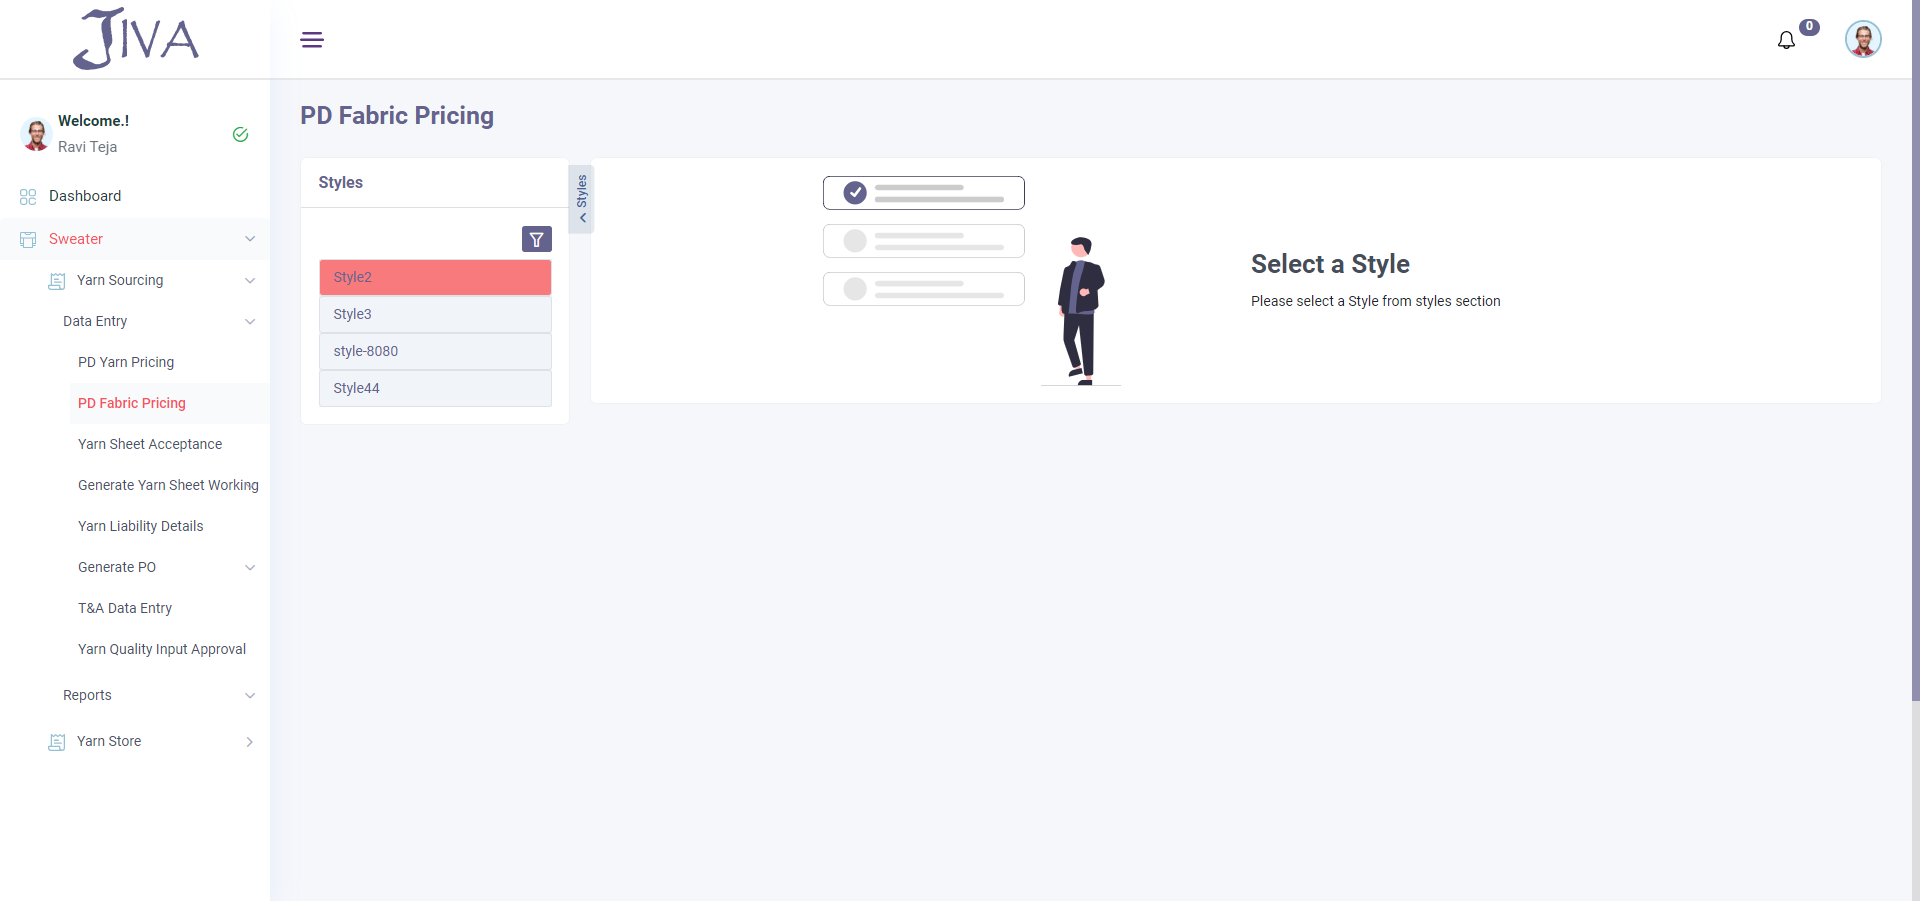 JIVA
0
Welcome.!
Ravi Teja
Dashboard
Sweater
Yarn Sourcing
Data Entry
PD Yarn Pricing
PD Fabric Pricing
Yarn Sheet Acceptance
Generate Yarn Sheet Working
Yarn Liability Details
Generate PO
T&A Data Entry
Yarn Quality Input Approval
Reports
Yarn Store
PD Fabric Pricing
Styles
Style2
Style3
style-8080
Style44
Styles
Select a Style
Please select a Style from styles section